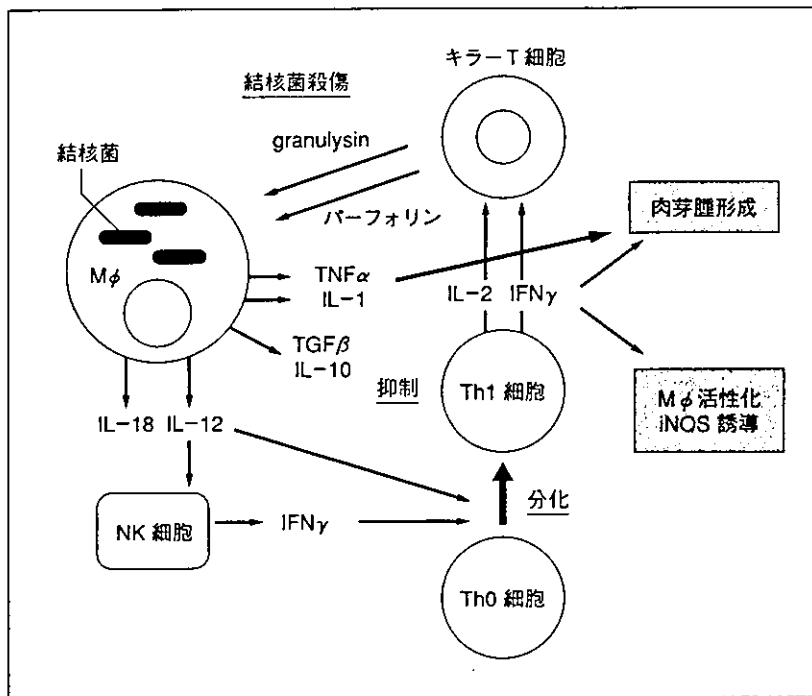 キラーT 細胞
結核菌殺傷
granulysin
結核菌
パーフォリン
肉芽腫形成
Mφ
TNFα
IL-1
IL-2 IFNγ
TGFβ
IL-10
抑制
Th1 細胞
Mφ活性化
iNOS 誘導
IL-18 IL-12
分化
NK 細胞
IFNγ
Th0 細胞